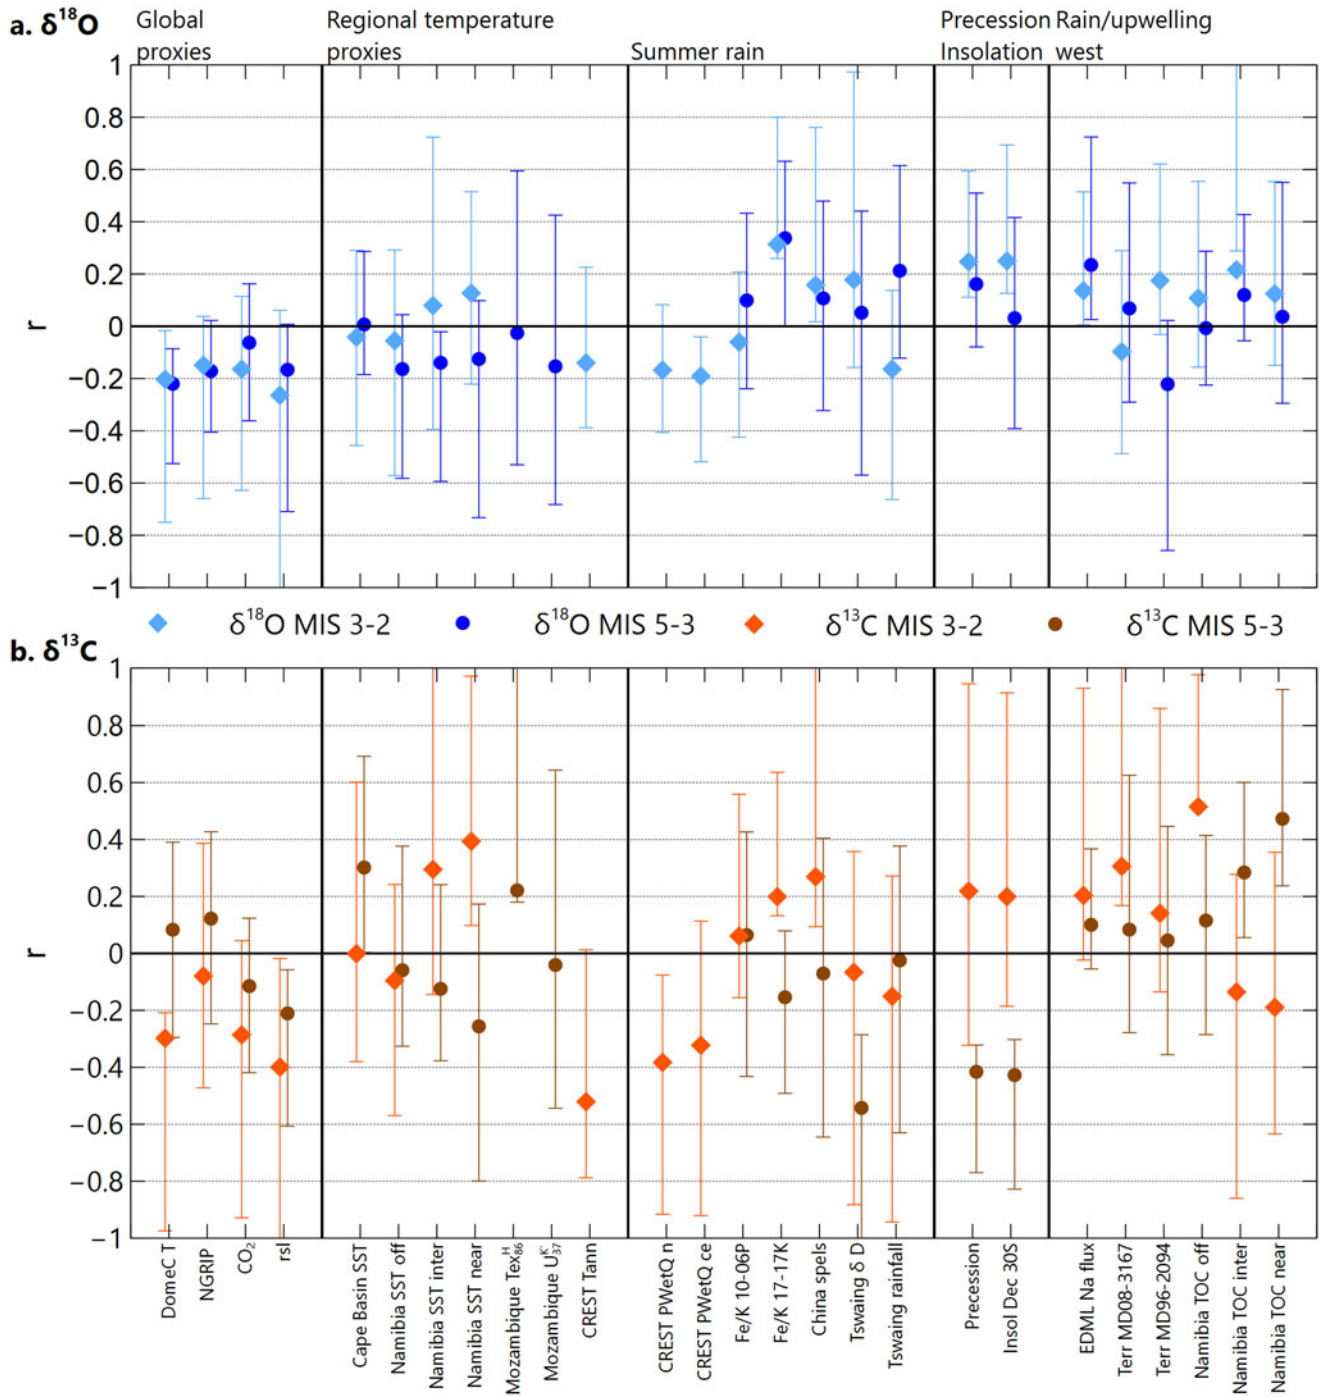 a. δ18O
Global proxies
Regional temperature proxies
Summer rain
Precession Insolation
Rain/upwelling west
1
0.8
0.6
0.4
0.2
0
−0.2
−0.4
−0.6
−0.8
−1
r
δ18O MIS 3-2
δ18O MIS 5-3
δ13C MIS 3-2
δ13C MIS 5-3
b. δ13C
1
0.8
0.6
0.4
0.2
0
−0.2
−0.4
−0.6
−0.8
−1
r
DomeC T
NGRIP
CO2
rsl
Cape Basin SST
Namibia SST off
Namibia SST inter
Namibia SST near
Mozambique TexH86
Mozambique UK'37
CREST Tann
CREST PWetQ n
CREST PWetQ ce
Fe/K 10-06P
Fe/K 17-17K
China spels
Tswaing δ D
Tswaing rainfall
Precession
Insol Dec 30S
EDML Na flux
Terr MD08-3167
Terr MD96-2094
Namibia TOC off
Namibia TOC inter
Namibia TOC near